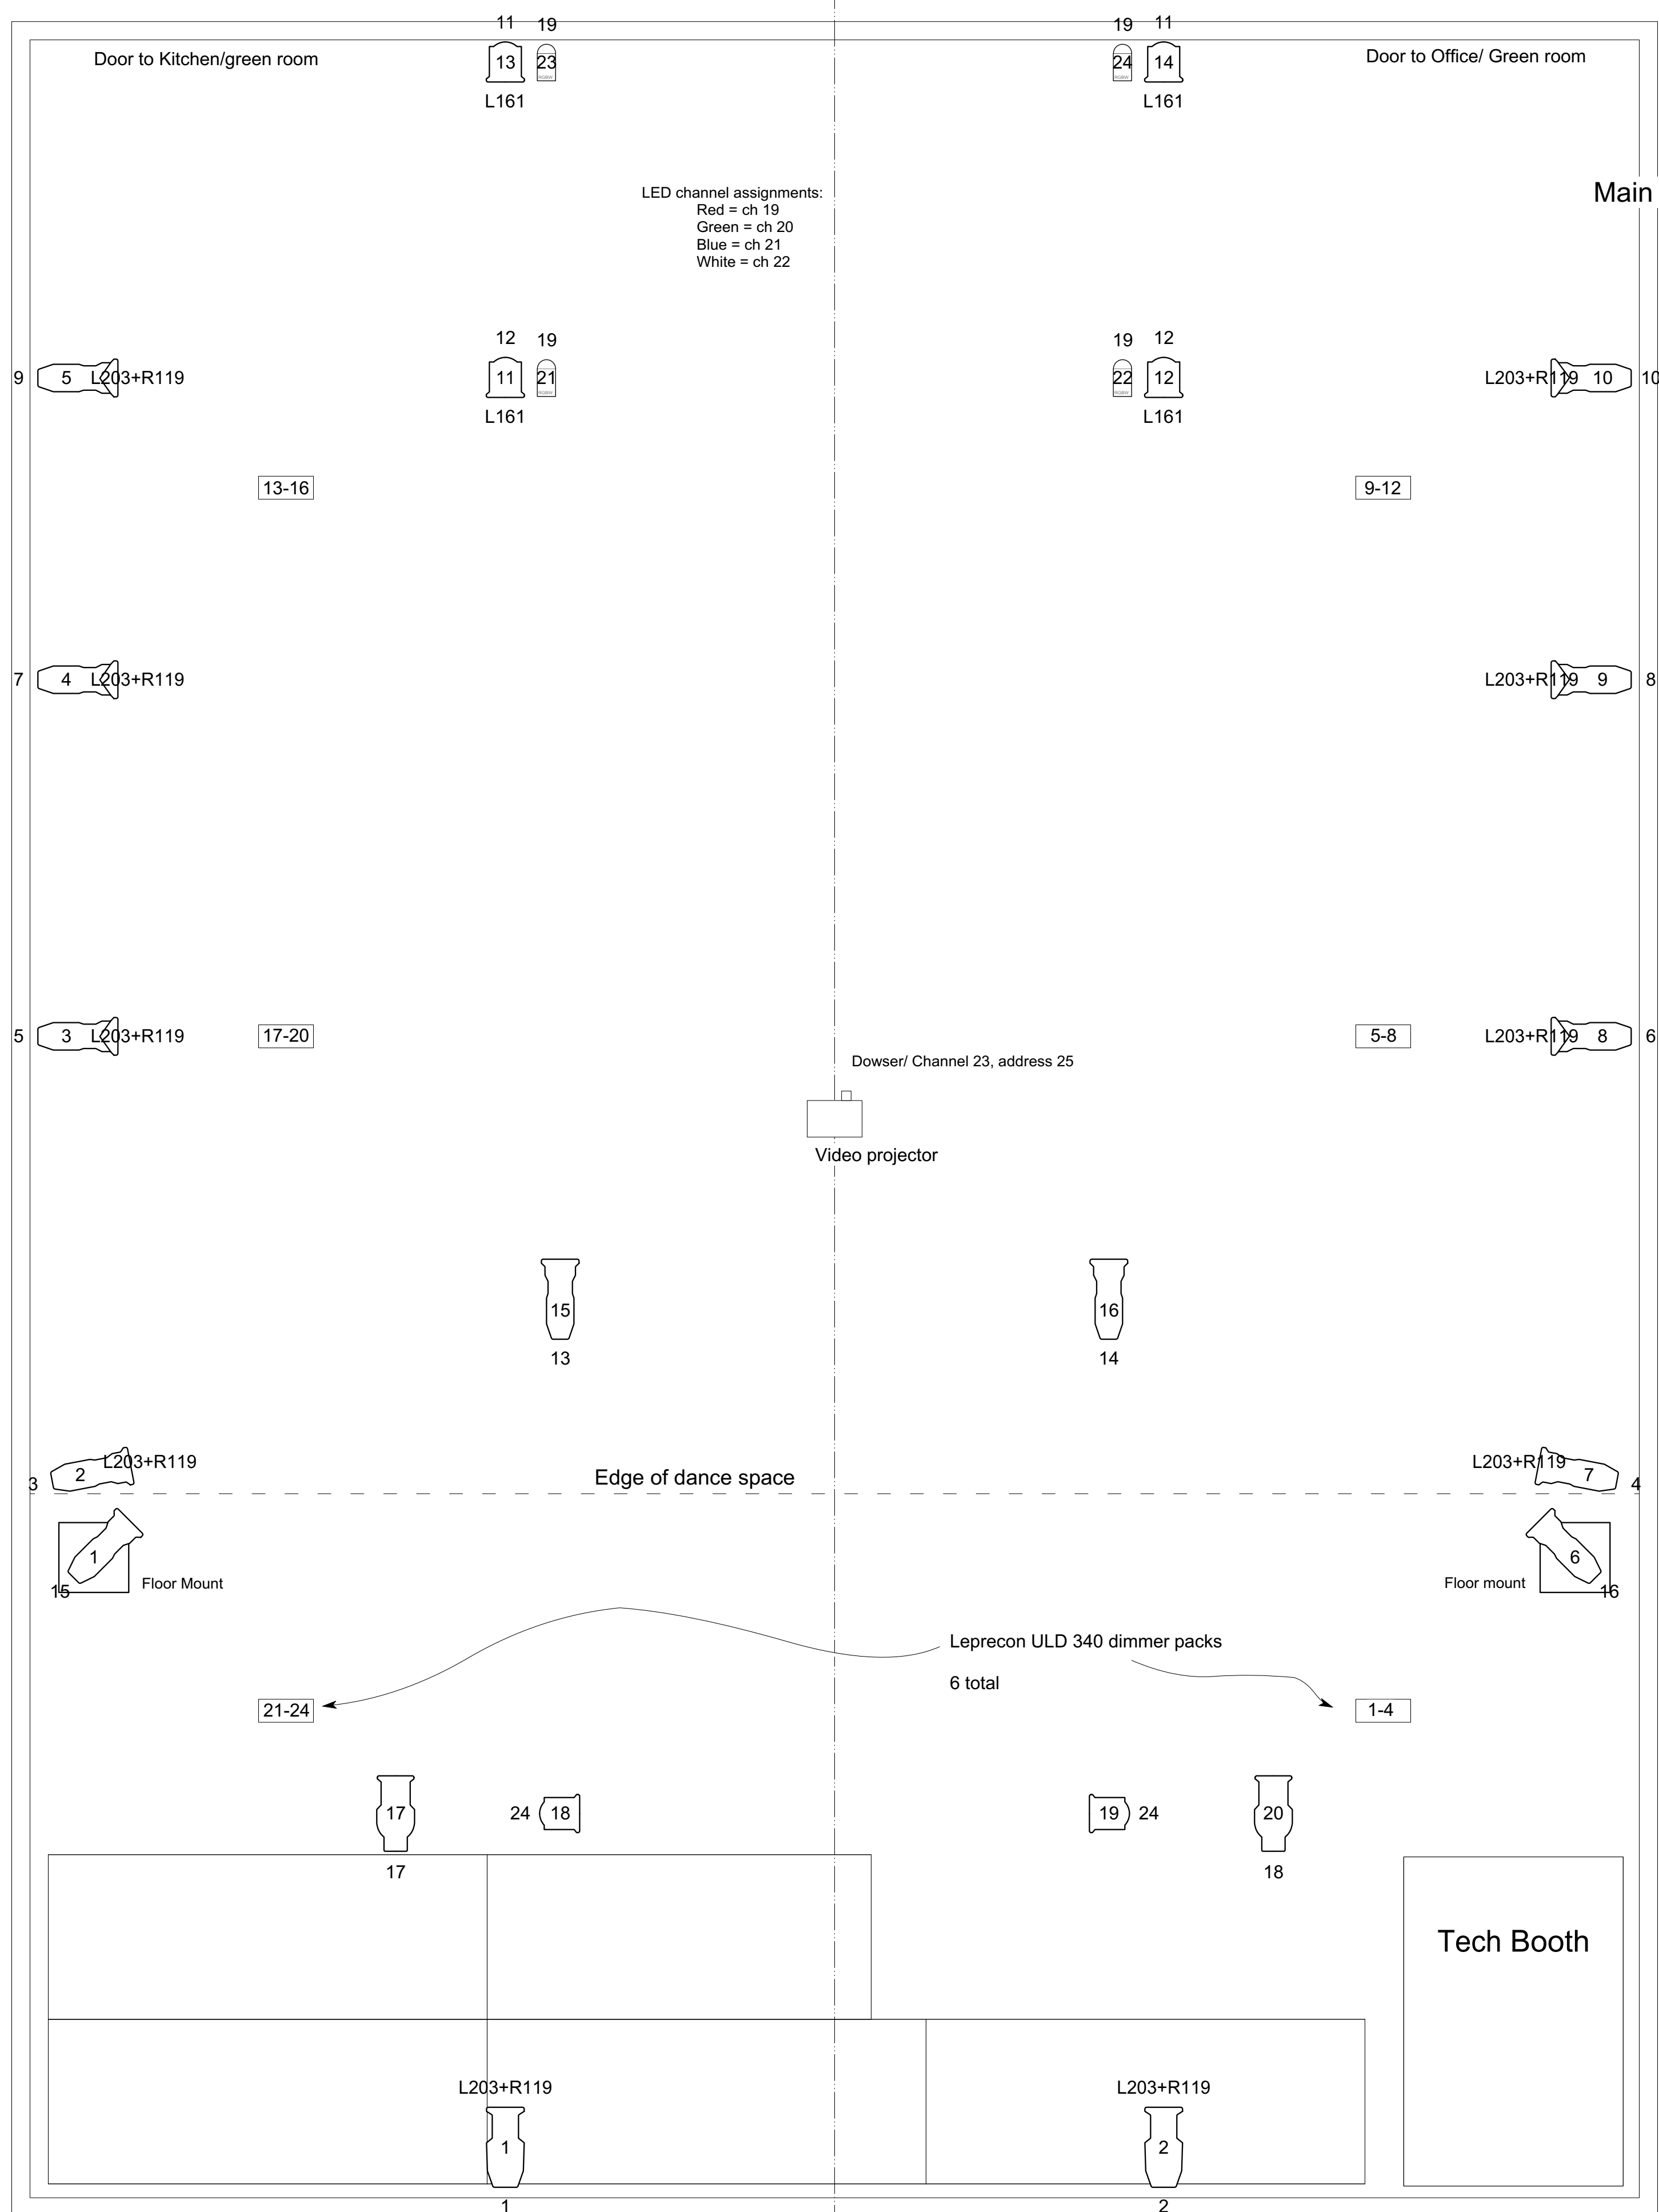 11 19 19 11
Door to Kitchen/green room 13 23 24 14 Door to Office/ Green room
RGBW RGBW
L161 L161
Main
LED channel assignments:
Red = ch 19
Green = ch 20
Blue = ch 21
White = ch 22
12 19 19 12
9 5 L203+R119 11 21 22 12 L203+R119 10 10
RGBW RGBW
L161 L161
13-16 9-12
7 4 L203+R119 L203+R119 9 8
5 3 L203+R119 17-20 5-8 L203+R119 8 6
Dowser/ Channel 23, address 25
Video projector
15 16
13 14
L203+R119 L203+R119
3 2 Edge of dance space 7 4
1 6
15 Floor Mount Floor mount 16
Leprecon ULD 340 dimmer packs
6 total
21-24 1-4
17 24 18 19 24 20
17 18
Tech Booth
L203+R119 L203+R119
1 2
1 2